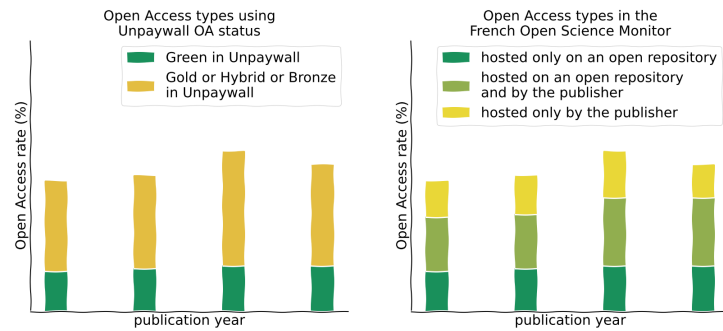 Open Access types using
Unpaywall OA status
Green in Unpaywall
Gold or Hybrid or Bronze
in Unpaywall
Open Access rate (%)
publication year
Open Access types in the
French Open Science Monitor
hosted only on an open repository
hosted on an open repository
and by the publisher
hosted only by the publisher
Open Access rate (%)
publication year